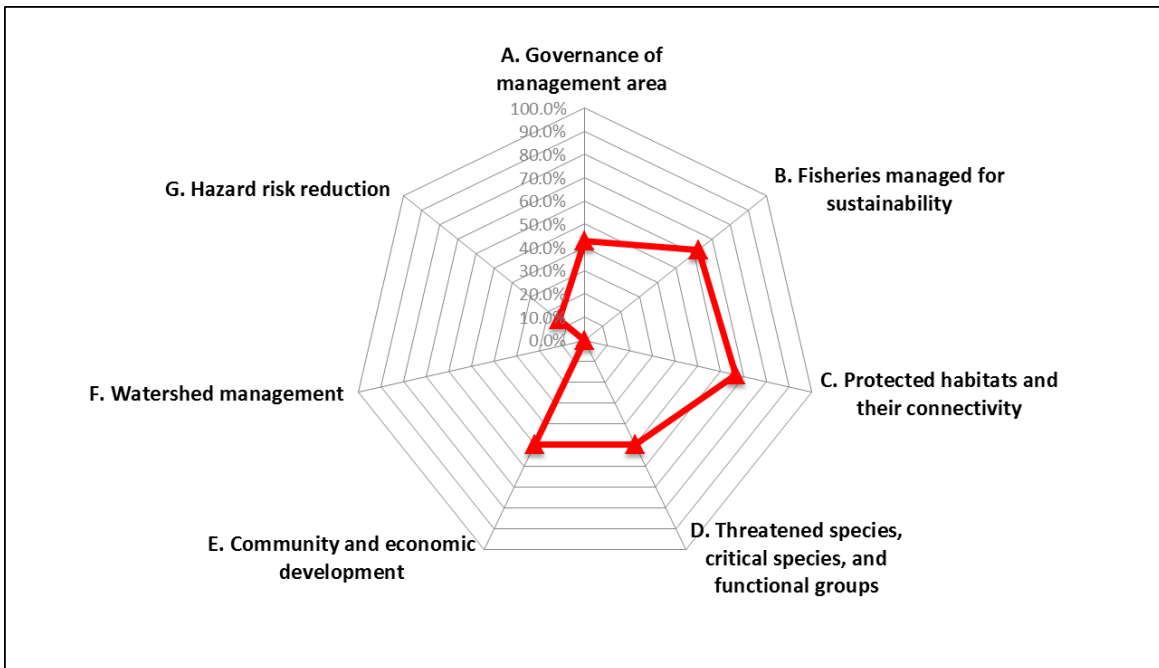 A. Governance of
management area
100.0%
90.0%
80.0%
70.0%
60.0%
50.0%
40.0%
30.0%
20.0%
10.0%
0.0%
B. Fisheries managed for
sustainability
C. Protected habitats and
their connectivity
D. Threatened species,
critical species, and
functional groups
E. Community and economic
development
F. Watershed management
G. Hazard risk reduction